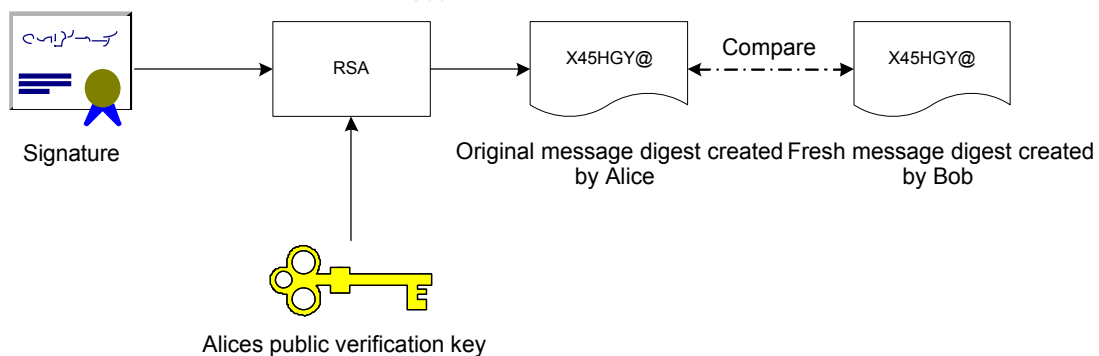 RSA
X45HGY@
Compare
X45HGY@
Signature
Original message digest created
by Alice
Fresh message digest created
by Bob
Alices public verification key